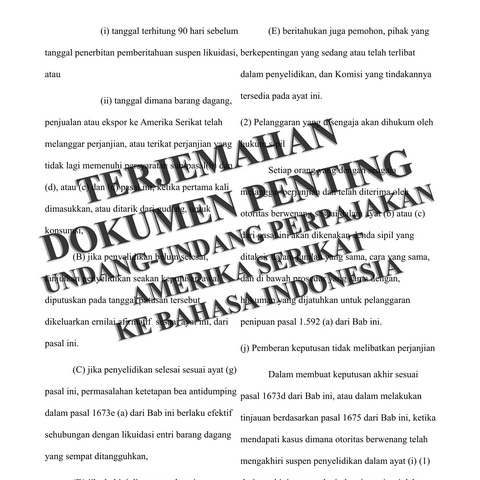 (i) tanggal terhitung 90 hari sebelum
tanggal penerbitan pemberitahuan suspen likuidasi,
atau
(ii) tanggal dimana barang dagang,
penjualan atau ekspor ke Amerika Serikat telah
melanggar perjanjian, atau terikat perjanjian yang
tidak lagi memenuhi persyaratan
(d), atau (e) dan pasal ini, ketika pertama kali
dimasukkan, atau ditarik dari gudang, untuk
konsumsi,
(B) jika penyelidikan belum selesai,
penyelidikan seakan keputusan
diputuskan pada tanggal putusan tersebut
dikeluarkan ernilai afirmatif ayat ini, dari
pasal ini.
(C) jika penyelidikan selesai sesuai ayat (g)
pasal ini, permasalahan ketetapan bea antidumping
dalam pasal 1673e (a) dari Bab ini berlaku efektif
sehubungan dengan likuidasi entri barang dagang
yang sempat ditangguhkan,
(E) beritahukan juga pemohon, pihak yang
berkepentingan yang sedang atau telah terlibat
dalam penyelidikan, dan Komisi yang tindakannya
tersedia pada ayat ini.
(2) Pelanggaran yang disengaja akan dihukum oleh
hukum sipil
Setiap orang yang dengan sengaja
melanggar perjanjian dan telah diterima oleh
otoritas berwenang sesuai dalam ayat (b) atau (c)
dari pasal ini akan dikenakan denda sipil yang
ditaksir dalam jumlah yang sama, cara yang sama,
dan di bawah prosedur yang sama dengan,
hukuman yang dijatuhkan untuk pelanggaran
penipuan pasal 1.592 (a) dari Bab ini.
(j) Pemberan keputusan tidak melibatkan perjanjian
Dalam membuat keputusan akhir sesuai
pasal 1673d dari Bab ini, atau dalam melakukan
tinjauan berdasarkan pasal 1675 dari Bab ini, ketika
mendapati kasus dimana otoritas berwenang telah
mengakhiri suspen penyelidikan dalam ayat (i) (1)
TERJEMAHAN
DOKUMEN PENTING
UNDANG-UNDANG PERPAJAKAN
AMERIKA SERIKAT
KE BAHASA INDONESIA